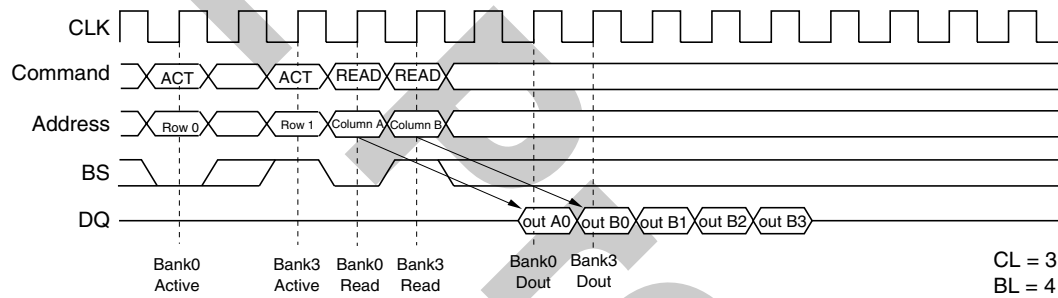 CLK
Command ACT ACT READ READ
Address Row 0 Row 1 Column A Column B
BS
DQ out A0 out B0 out B1 out B2 out B3
Bank0 Active
Bank3 Active
Bank0 Read
Bank3 Read
Bank0 Dout
Bank3 Dout
CL = 3
BL = 4